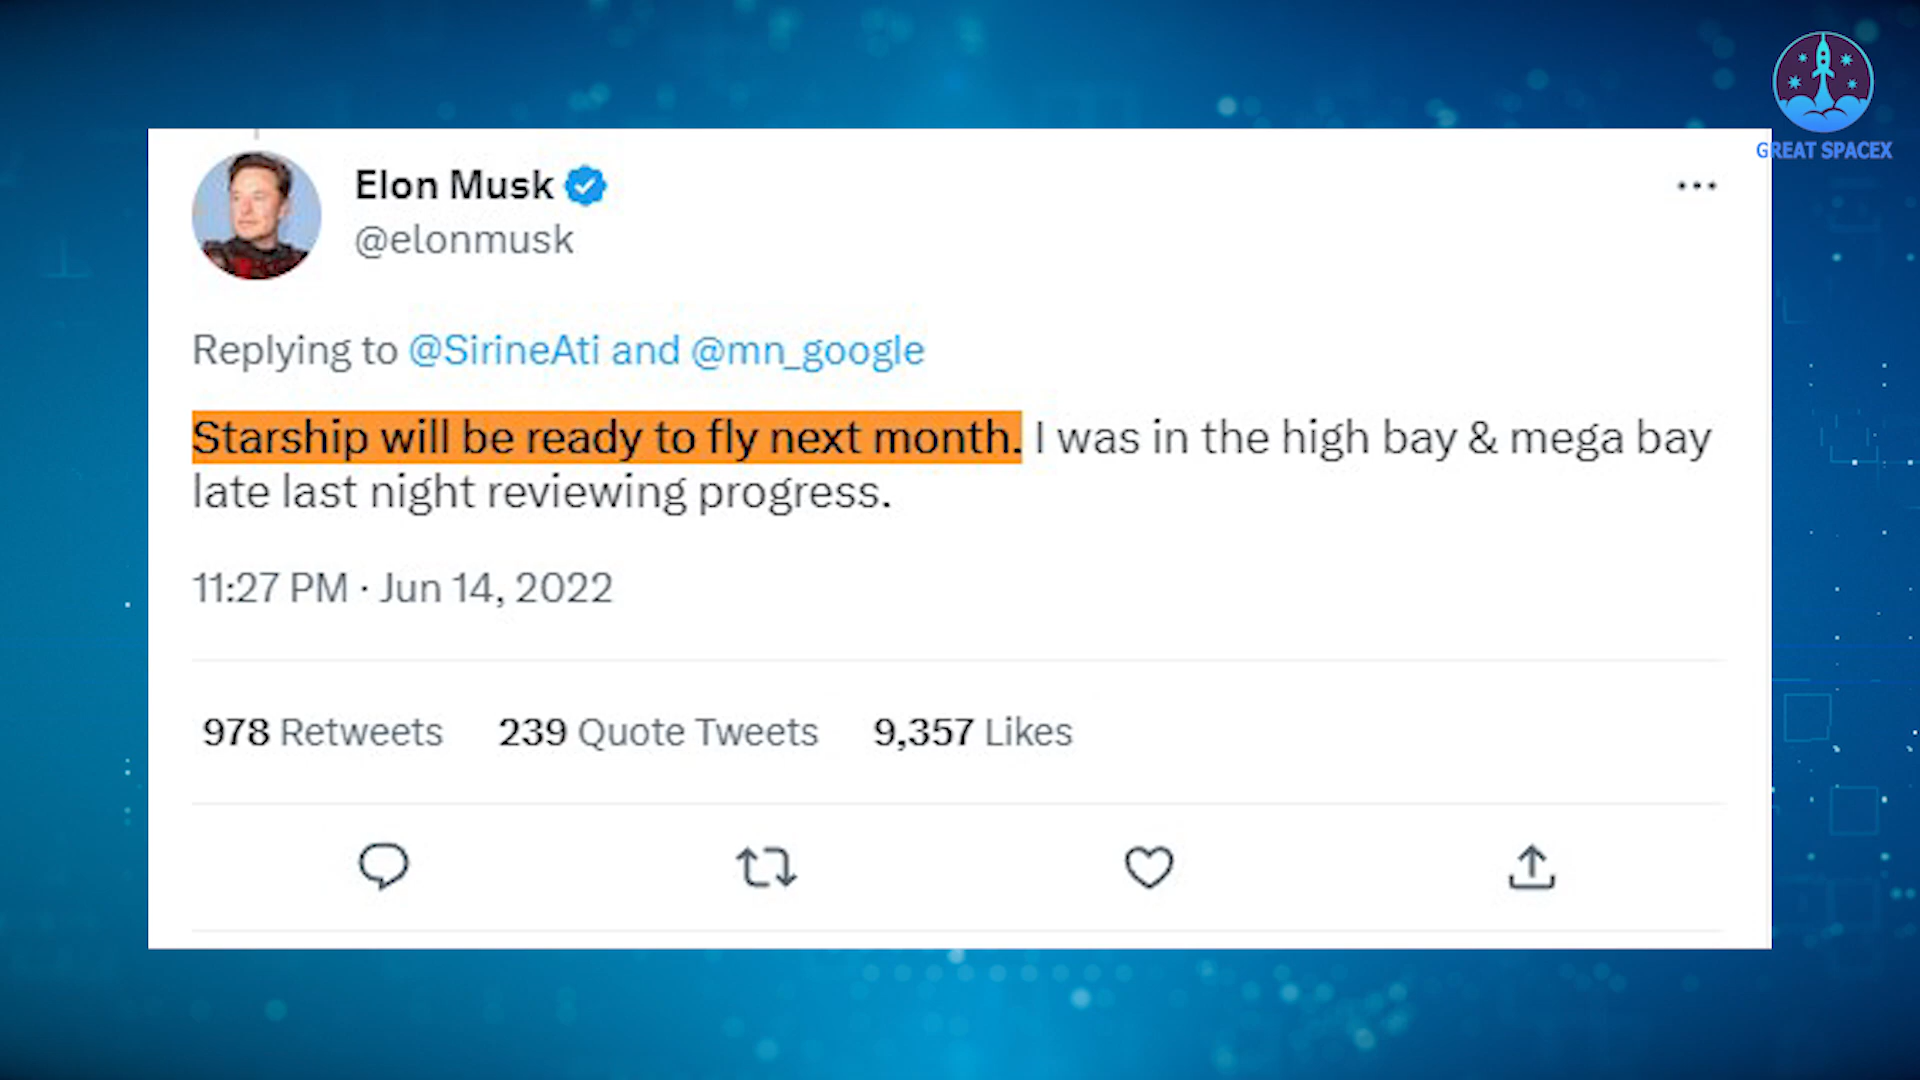 GREAT SPACEX
Elon Musk
@elonmusk
Replying to @SirineAti and @mn_google
Starship will be ready to fly next month. I was in the high bay & mega bay
late last night reviewing progress.
11:27 PM · Jun 14, 2022
978 Retweets 239 Quote Tweets 9,357 Likes